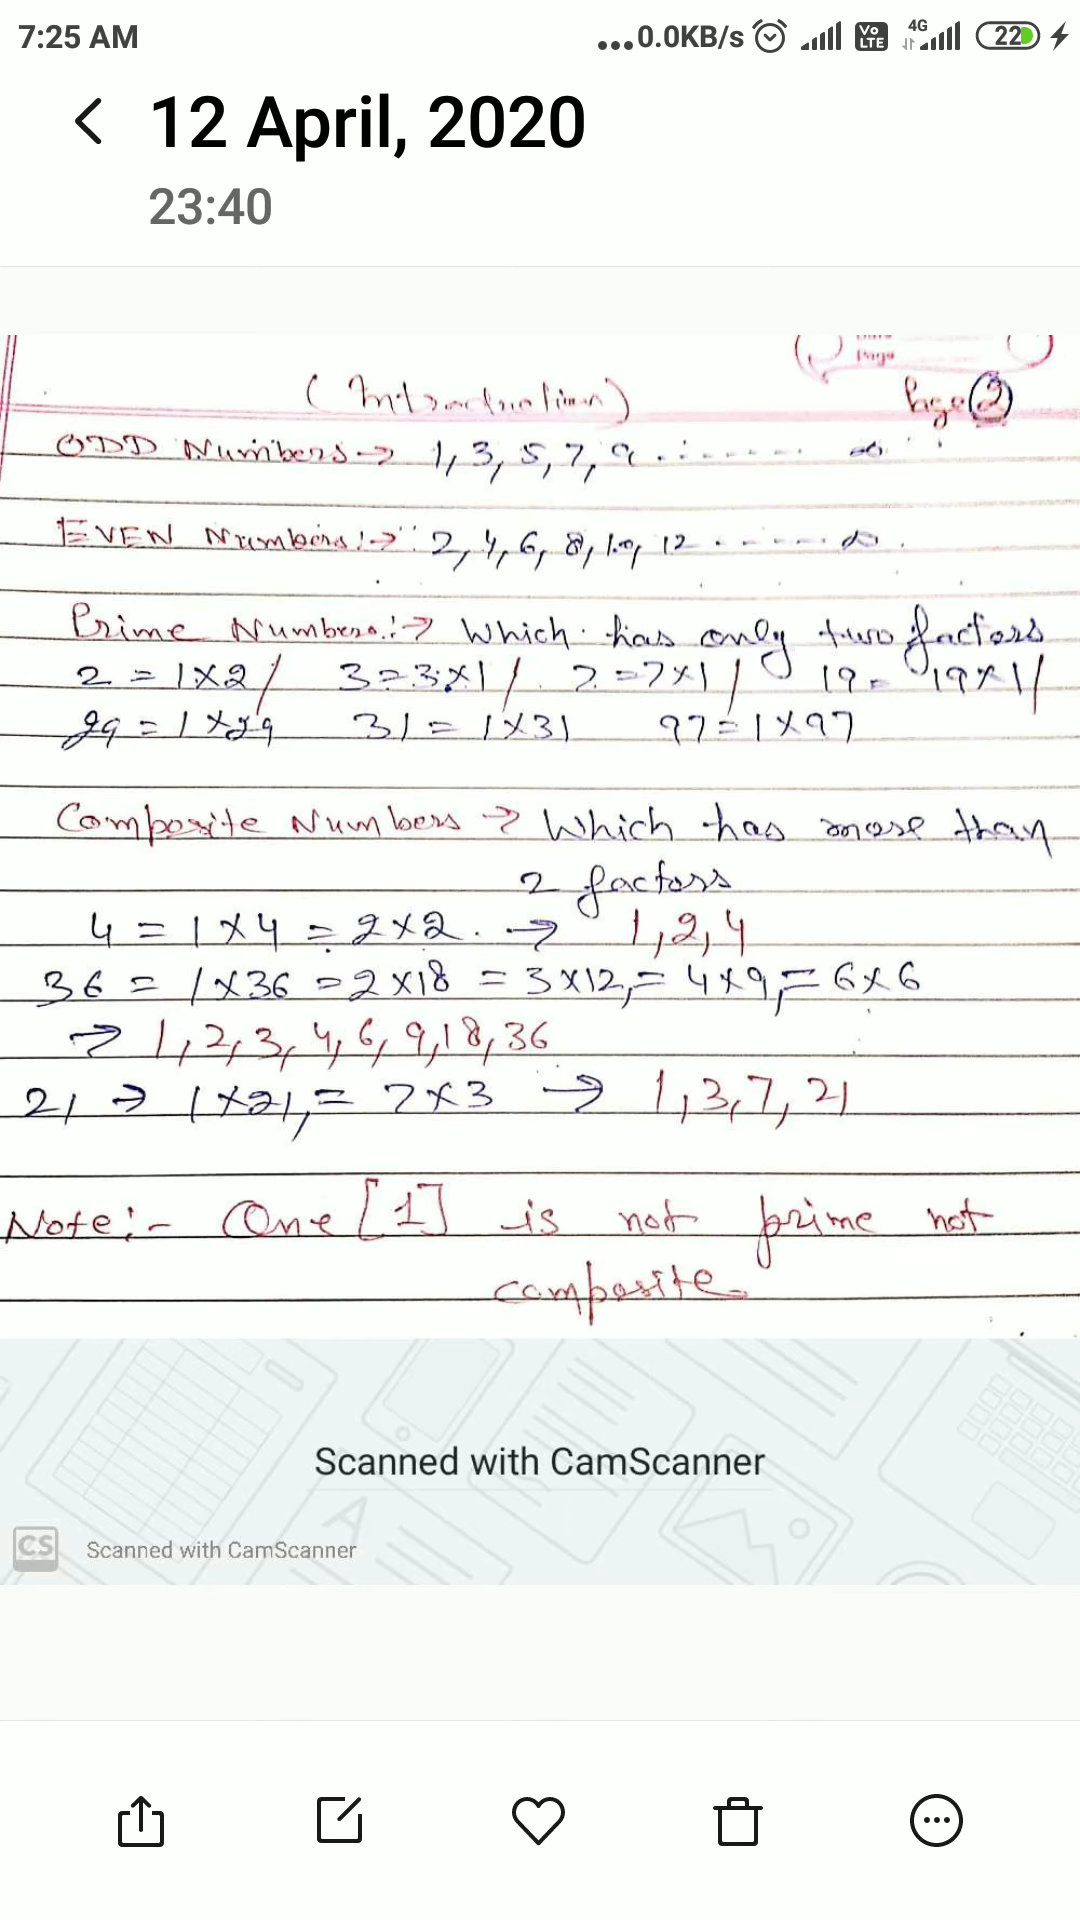 7:25 AM
...0.0KB/s Vo LTE 4G 22
12 April, 2020
23:40
Page
(Introduction) Page (2)
ODD Numbers → 1, 3, 5, 7, 9 ........ ∞
EVEN Numbers :→ 2, 4, 6, 8, 10, 12 ....... ∞
Prime Numbers :→ Which has only two factors
2 = 1×2 / 3=3×1 / 7=7×1 / 19= 19×1 /
29 = 1×29 31 = 1×31 97=1×97
Composite Numbers → Which has more than
2 factors
4 = 1×4 = 2×2. → 1,2,4
36 = 1×36 = 2×18 = 3×12, = 4×9, = 6×6
→ 1, 2, 3, 4, 6, 9, 18, 36
21 → 1×21, = 7×3 → 1,3,7,21
Note:- One [1] is not prime not
composite
Scanned with CamScanner
CS Scanned with CamScanner